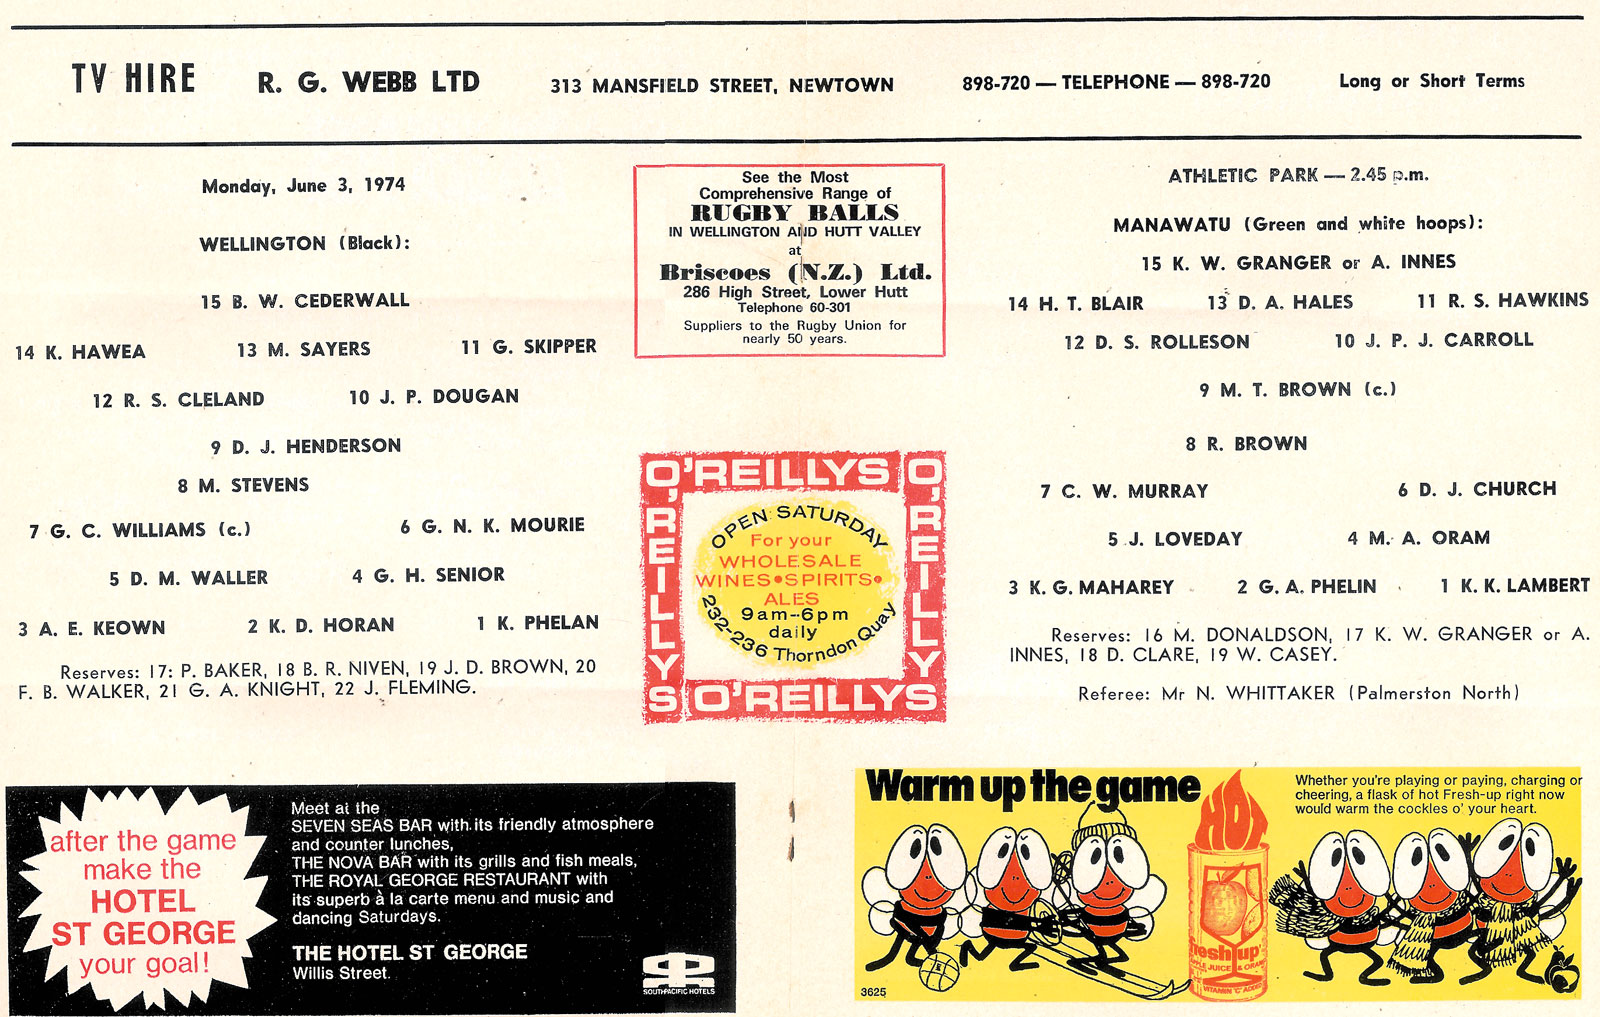 TV HIRE R. G. WEBB LTD 313 MANSFIELD STREET, NEWTOWN 898-720 — TELEPHONE — 898-720 Long or Short Terms
Monday, June 3, 1974
WELLINGTON (Black):
15 B. W. CEDERWALL
14 K. HAWEA 13 M. SAYERS 11 G. SKIPPER
12 R. S. CLELAND 10 J. P. DOUGAN
9 D. J. HENDERSON
8 M. STEVENS
7 G. C. WILLIAMS (c.) 6 G. N. K. MOURIE
5 D. M. WALLER 4 G. H. SENIOR
3 A. E. KEOWN 2 K. D. HORAN 1 K. PHELAN
Reserves: 17: P. BAKER, 18 B. R. NIVEN, 19 J. D. BROWN, 20
F. B. WALKER, 21 G. A. KNIGHT, 22 J. FLEMING.
See the Most
Comprehensive Range of
RUGBY BALLS
IN WELLINGTON AND HUTT VALLEY
at
Briscoes (N.Z.) Ltd.
286 High Street, Lower Hutt
Telephone 60-301
Suppliers to the Rugby Union for
nearly 50 years.
O'REILLYS
O'REILLYS
O'REILLYS
OPEN SATURDAY
For your
WHOLESALE
WINES•SPIRITS•
ALES
9am--6pm
daily
232-236 Thorndon Quay
O'REILLYS
ATHLETIC PARK — 2.45 p.m.
MANAWATU (Green and white hoops):
15 K. W. GRANGER or A. INNES
14 H. T. BLAIR 13 D. A. HALES 11 R. S. HAWKINS
12 D. S. ROLLESON 10 J. P. J. CARROLL
9 M. T. BROWN (c.)
8 R. BROWN
7 C. W. MURRAY 6 D. J. CHURCH
5 J. LOVEDAY 4 M. A. ORAM
3 K. G. MAHAREY 2 G. A. PHELIN 1 K. K. LAMBERT
Reserves: 16 M. DONALDSON, 17 K. W. GRANGER or A.
INNES, 18 D. CLARE, 19 W. CASEY.
Referee: Mr N. WHITTAKER (Palmerston North)
after the game
make the
HOTEL
ST GEORGE
your goal!
Meet at the
SEVEN SEAS BAR with its friendly atmosphere
and counter lunches,
THE NOVA BAR with its grills and fish meals,
THE ROYAL GEORGE RESTAURANT with
its superb à la carte menu and music and
dancing Saturdays.
THE HOTEL ST GEORGE
Willis Street.
SOUTHPACIFIC HOTELS
Warm up the game
HOT
Whether you're playing or paying, charging or
cheering, a flask of hot Fresh-up right now
would warm the cockles o' your heart.
fresh up
APPLE JUICE & ORANGE
VITAMIN 'C' ADDED
3625